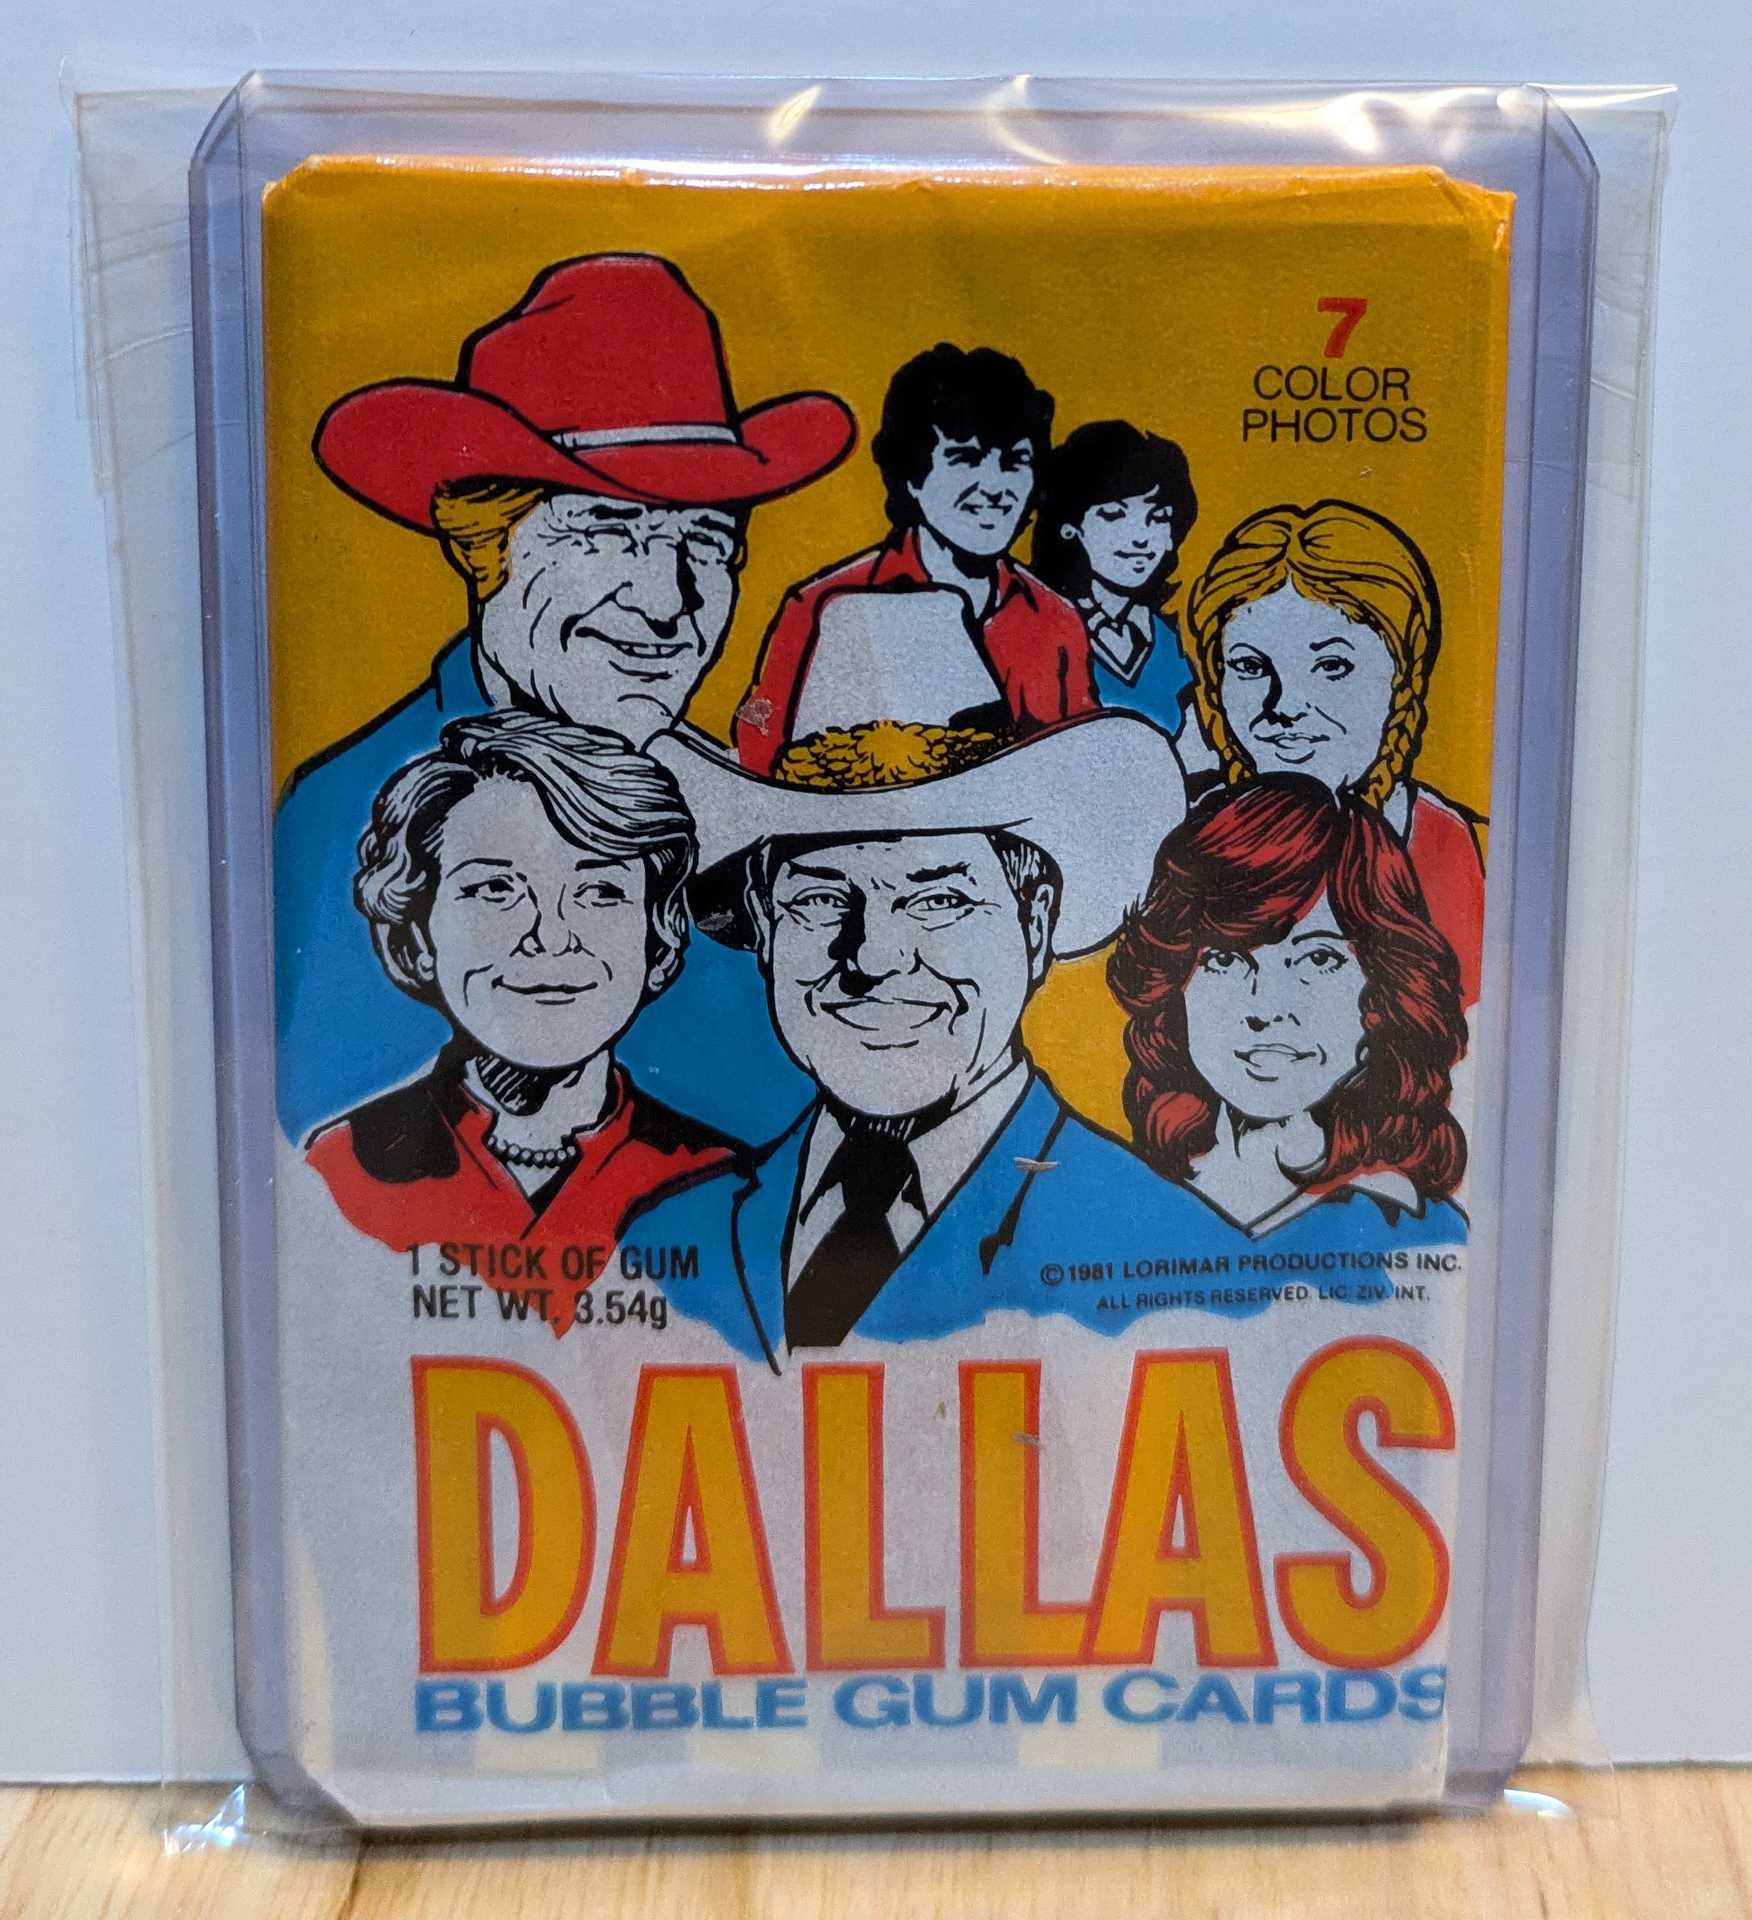 7
COLOR
PHOTOS
1 STICK OF GUM
NET WT. 3.54g
©1981 LORIMAR PRODUCTIONS INC.
ALL RIGHTS RESERVED. LIC. ZIV. INT.
DALLAS
BUBBLE GUM CARDS